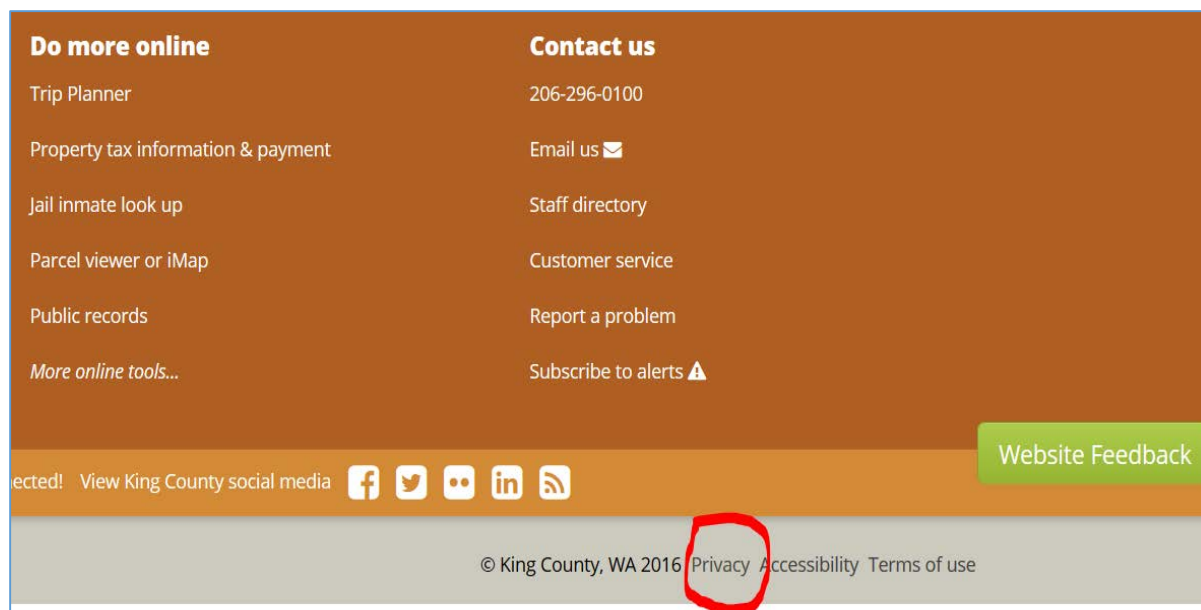 Do more online
Trip Planner
Property tax information & payment
Jail inmate look up
Parcel viewer or iMap
Public records
More online tools...
Contact us
206-296-0100
Email us
Staff directory
Customer service
Report a problem
Subscribe to alerts
Website Feedback
ected! View King County social media
© King County, WA 2016 Privacy Accessibility Terms of use